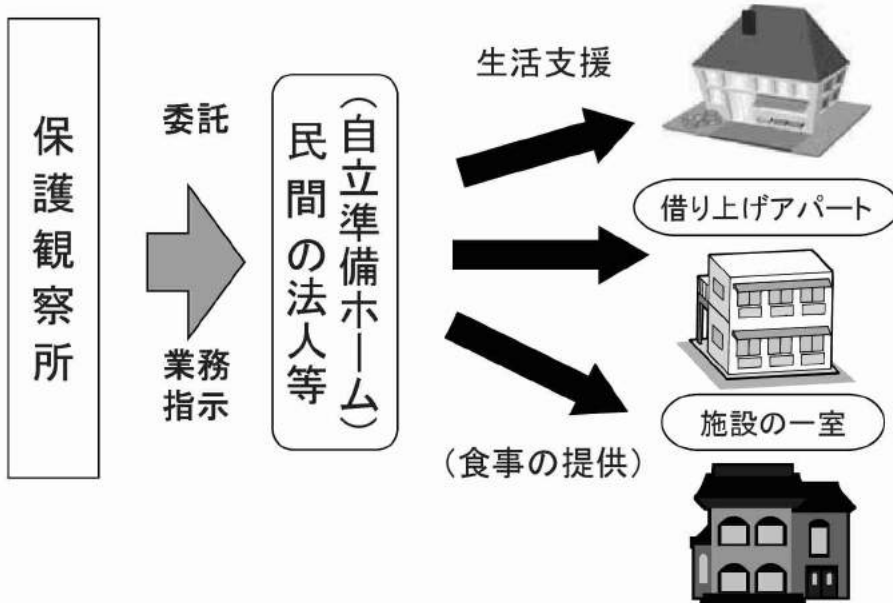 保護観察所
委託
業務
指示
民間の法人等
(自立準備ホーム)
生活支援
借り上げアパート
施設の一室
(食事の提供)